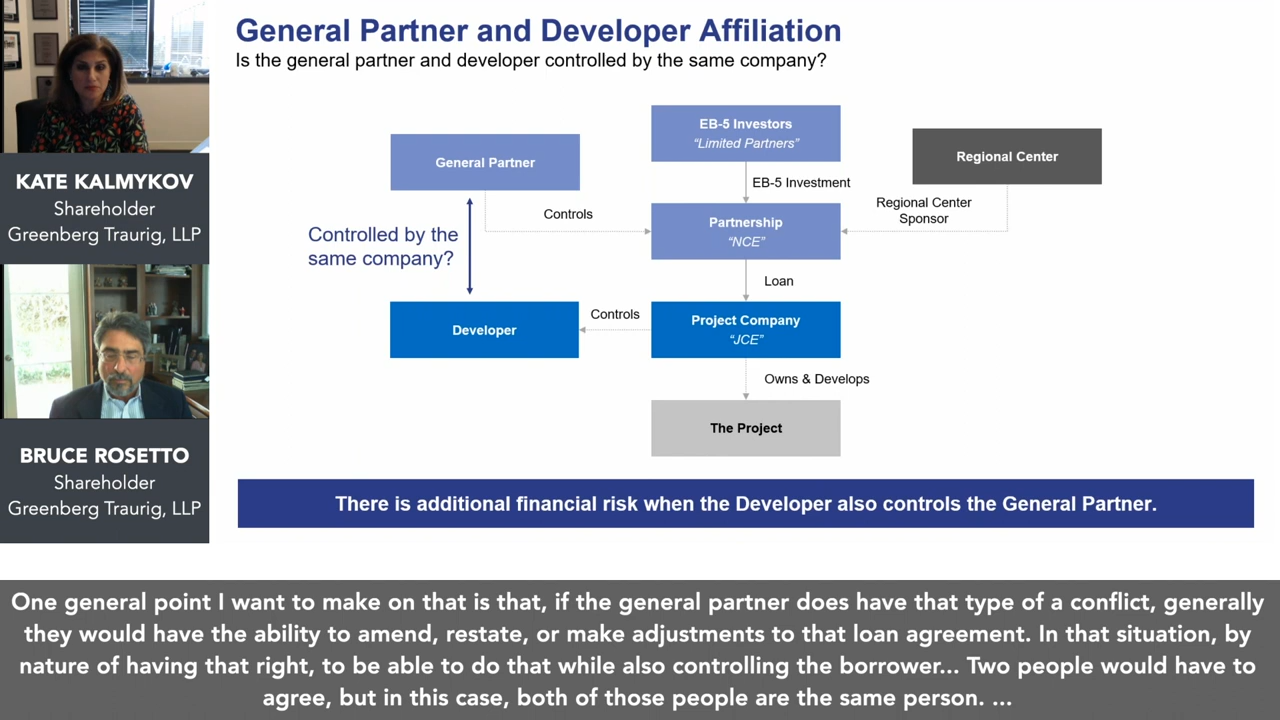 General Partner and Developer Affiliation
Is the general partner and developer controlled by the same company?
KATE KALMYKOV
Shareholder
Greenberg Traurig, LLP
BRUCE ROSETTO
Shareholder
Greenberg Traurig, LLP
EB-5 Investors
“Limited Partners”
General Partner
Regional Center
EB-5 Investment
Controls
Regional Center
Sponsor
Partnership
“NCE”
Controlled by the
same company?
Loan
Developer
Controls
Project Company
“JCE”
Owns & Develops
The Project
There is additional financial risk when the Developer also controls the General Partner.
One general point I want to make on that is that, if the general partner does have that type of a conflict, generally
they would have the ability to amend, restate, or make adjustments to that loan agreement. In that situation, by
nature of having that right, to be able to do that while also controlling the borrower... Two people would have to
agree, but in this case, both of those people are the same person. ...